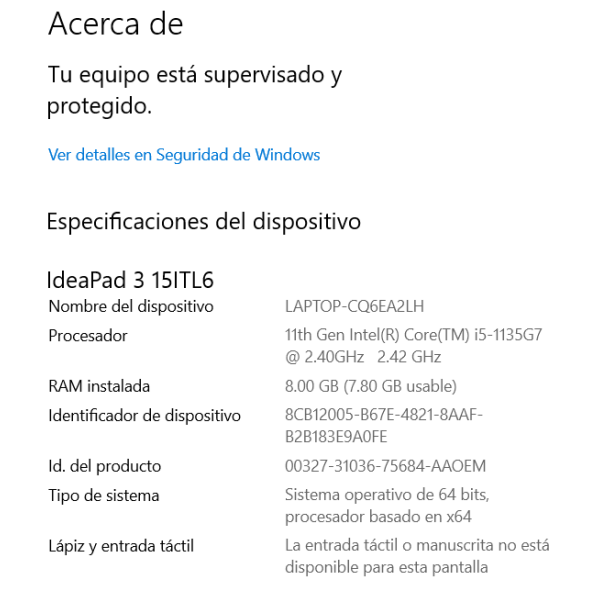 Acerca de
Tu equipo está supervisado y
protegido.
Ver detalles en Seguridad de Windows
Especificaciones del dispositivo
IdeaPad 3 15ITL6
Nombre del dispositivo LAPTOP-CQ6EA2LH
Procesador 11th Gen Intel(R) Core(TM) i5-1135G7
@ 2.40GHz 2.42 GHz
RAM instalada 8.00 GB (7.80 GB usable)
Identificador de dispositivo 8CB12005-B67E-4821-8AAF-
B2B183E9A0FE
Id. del producto 00327-31036-75684-AAOEM
Tipo de sistema Sistema operativo de 64 bits,
procesador basado en x64
Lápiz y entrada táctil La entrada táctil o manuscrita no está
disponible para esta pantalla